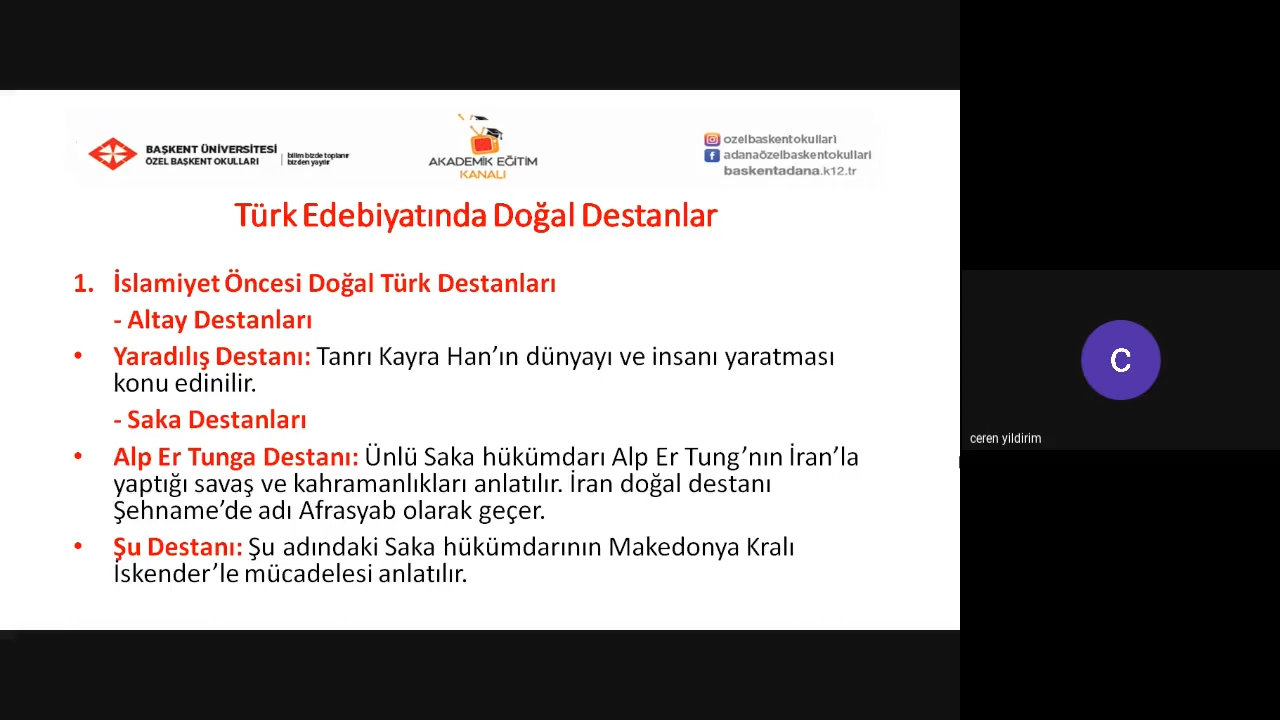 BAŞKENT ÜNİVERSİTESİ
ÖZEL BAŞKENT OKULLARI
bilim bizde toplanır
bizden yayılır
AKADEMİK EĞİTİM
KANALI
ozelbaskentokullari
adanaözelbaskentokullari
baskentadana.k12.tr
Türk Edebiyatında Doğal Destanlar
1. İslamiyet Öncesi Doğal Türk Destanları
- Altay Destanları
• Yaradılış Destanı: Tanrı Kayra Han’ın dünyayı ve insanı yaratması
konu edinilir.
- Saka Destanları
• Alp Er Tunga Destanı: Ünlü Saka hükümdarı Alp Er Tung’nın İran’la
yaptığı savaş ve kahramanlıkları anlatılır. İran doğal destanı
Şehname’de adı Afrasyab olarak geçer.
• Şu Destanı: Şu adındaki Saka hükümdarının Makedonya Kralı
İskender’le mücadelesi anlatılır.
C
ceren yildirim